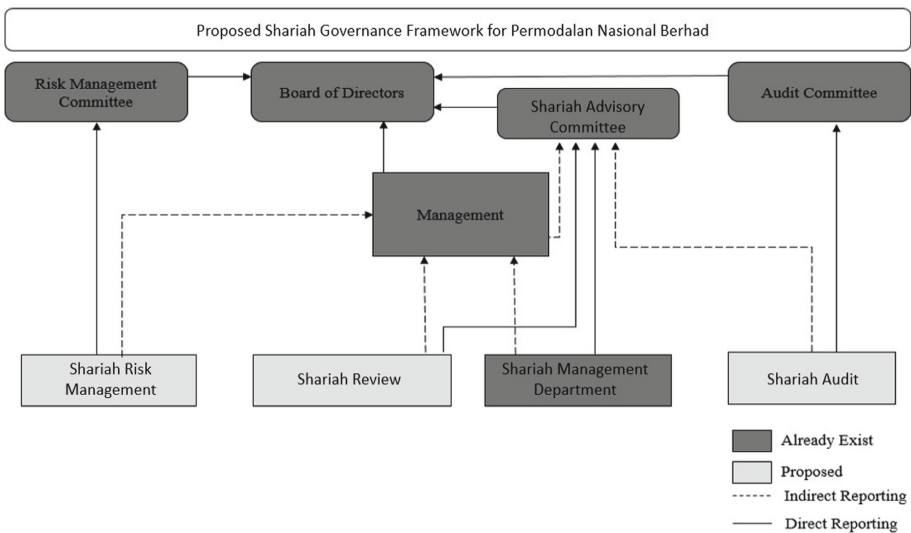 Proposed Shariah Governance Framework for Permodalan Nasional Berhad
Risk Management
Committee
Board of Directors
Shariah Advisory
Committee
Audit Committee
Management
Shariah Risk
Management
Shariah Review
Shariah Management
Department
Shariah Audit
Already Exist
Proposed
Indirect Reporting
Direct Reporting